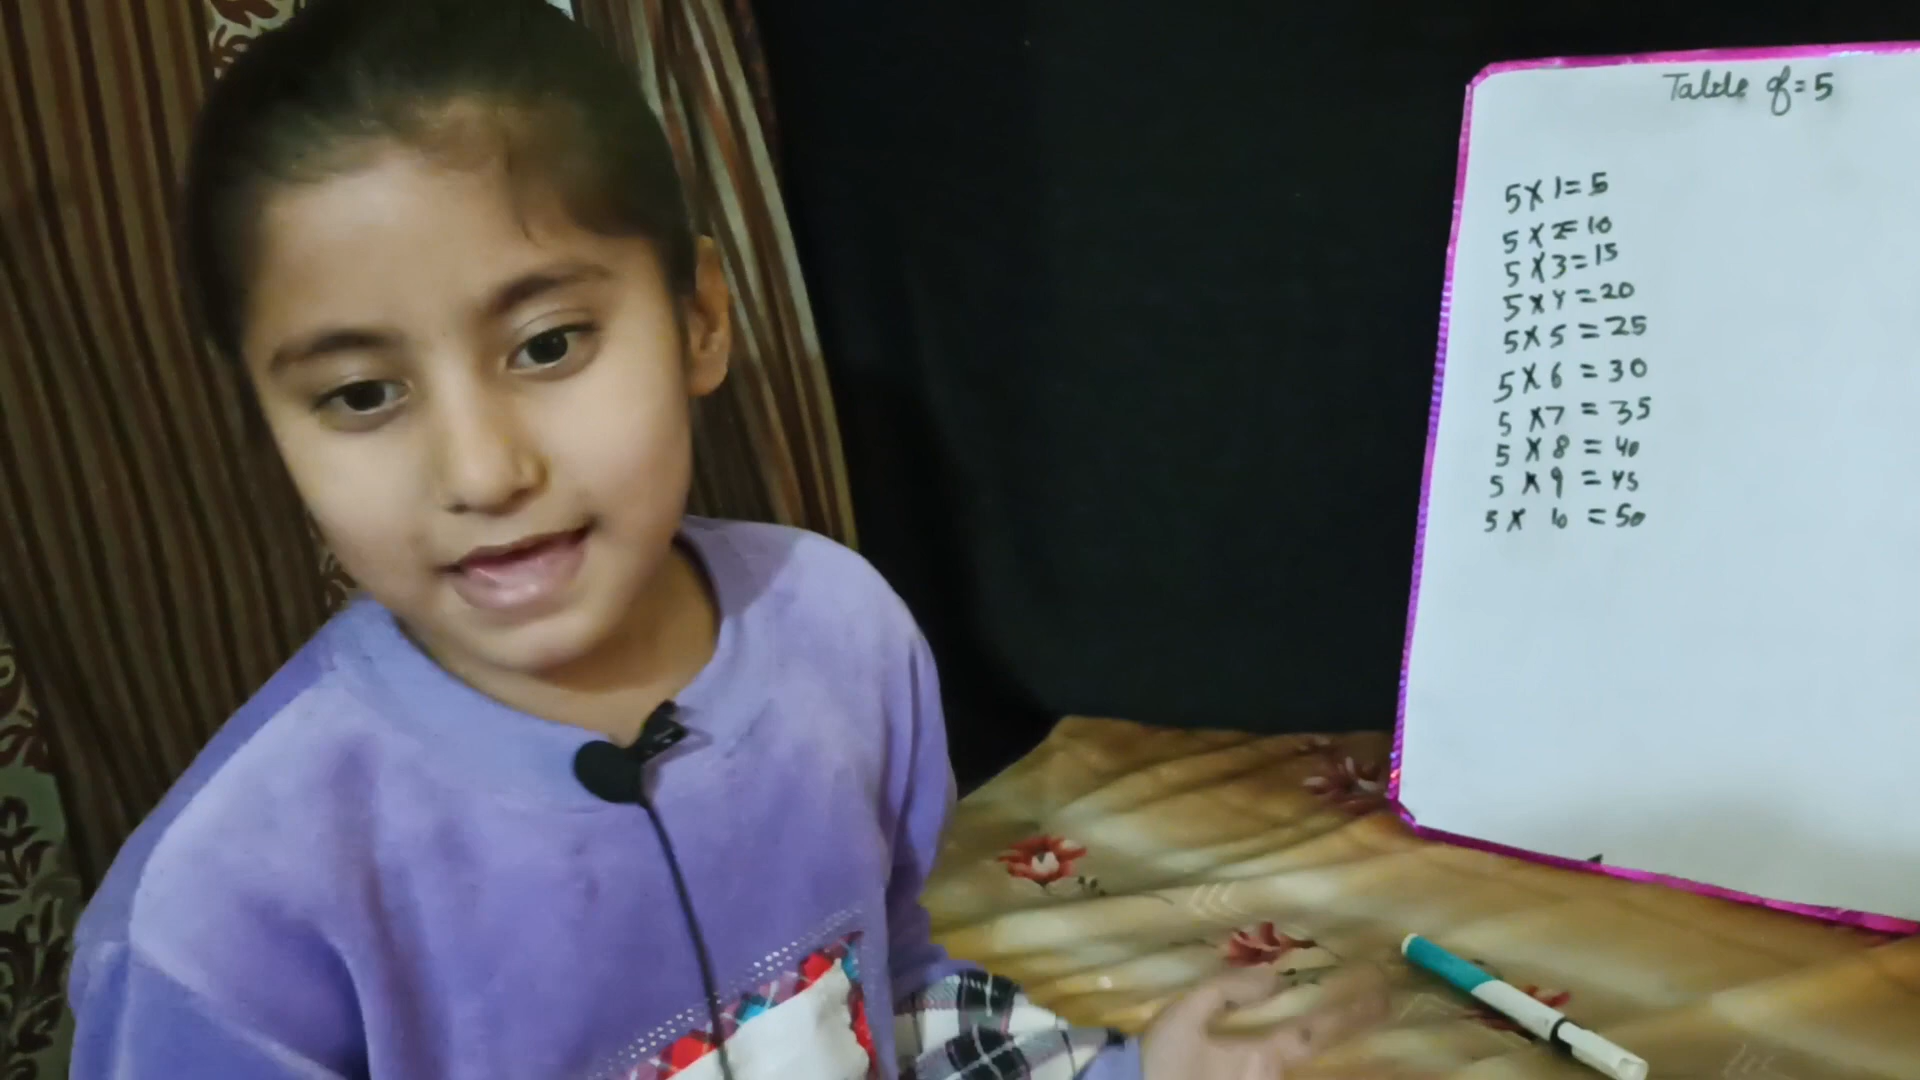 Table of = 5
5 x 1 = 5
5 x 2 = 10
5 x 3 = 15
5 x 4 = 20
5 x 5 = 25
5 x 6 = 30
5 x 7 = 35
5 x 8 = 40
5 x 9 = 45
5 x 10 = 50